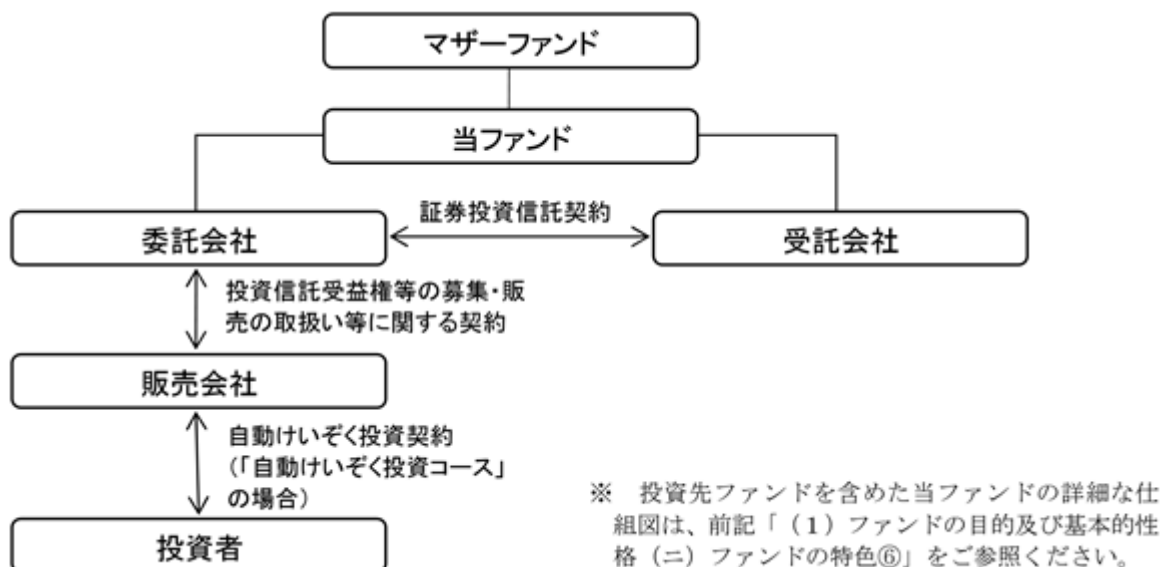 マザーファンド
当ファンド
証券投資信託契約
委託会社
受託会社
投資信託受益権等の募集・販
売の取扱い等に関する契約
販売会社
自動けいぞく投資契約
（「自動けいぞく投資コース」
の場合）
投資者
※　投資先ファンドを含めた当ファンドの詳細な仕
組図は、前記「（１）ファンドの目的及び基本的性
格（ニ）ファンドの特色⑥」をご参照ください。